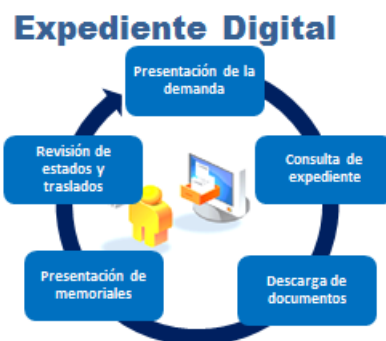 Expediente Digital
Presentación de la
demanda
Consulta de
expediente
Descarga de
documentos
Presentación de
memoriales
Revisión de
estados y
traslados